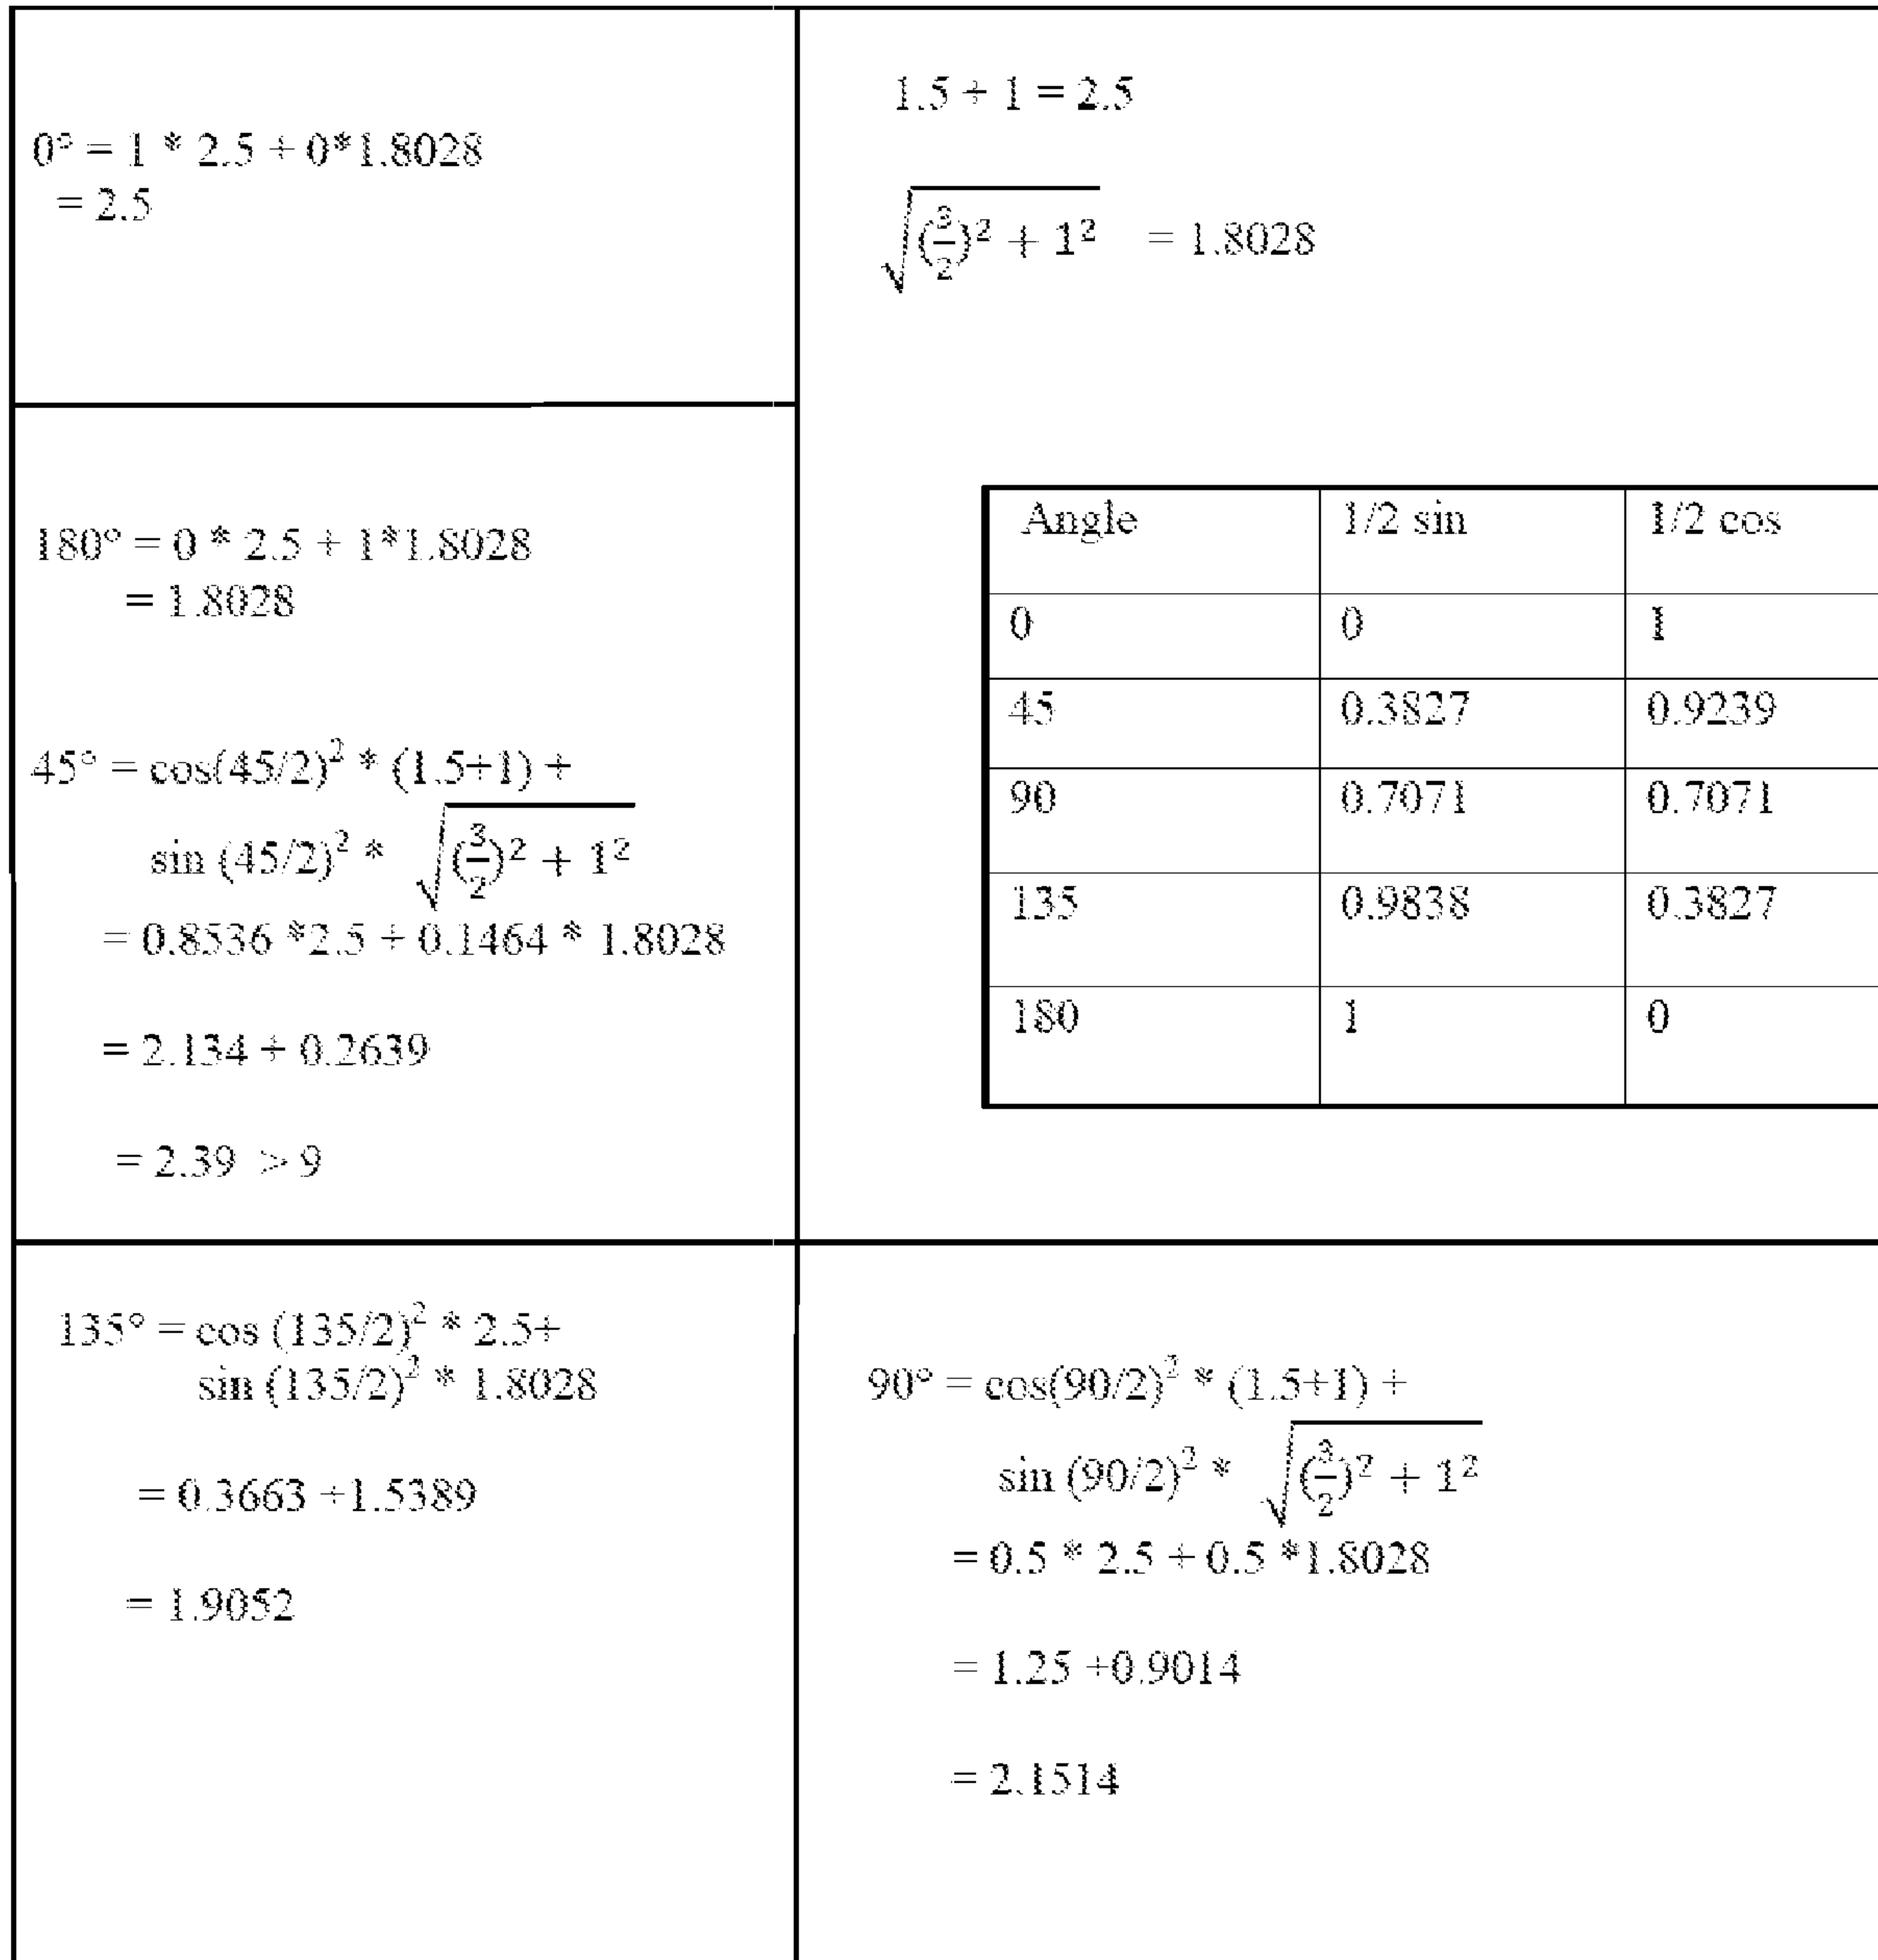 0° = 1 * 2.5 + 0*1.8028
= 2.5
1.5 + 1 = 2.5
√(3/2)² + 1² = 1.8028
180° = 0 * 2.5 + 1*1.8028
= 1.8028
45° = cos(45/2)² * (1.5+1) +
sin (45/2)² * √(3/2)² + 1²
= 0.8536 *2.5 + 0.1464 * 1.8028
= 2.134 + 0.2639
= 2.39 > 9
Angle 1/2 sin 1/2 cos
0 0 1
45 0.3827 0.9239
90 0.7071 0.7071
135 0.9838 0.3827
180 1 0
135° = cos (135/2)² * 2.5+
sin (135/2)² * 1.8028
= 0.3663 +1.5389
= 1.9052
90° = cos(90/2)² * (1.5+1) +
sin (90/2)² * √(3/2)² + 1²
= 0.5 * 2.5 + 0.5 *1.8028
= 1.25 +0.9014
= 2.1514